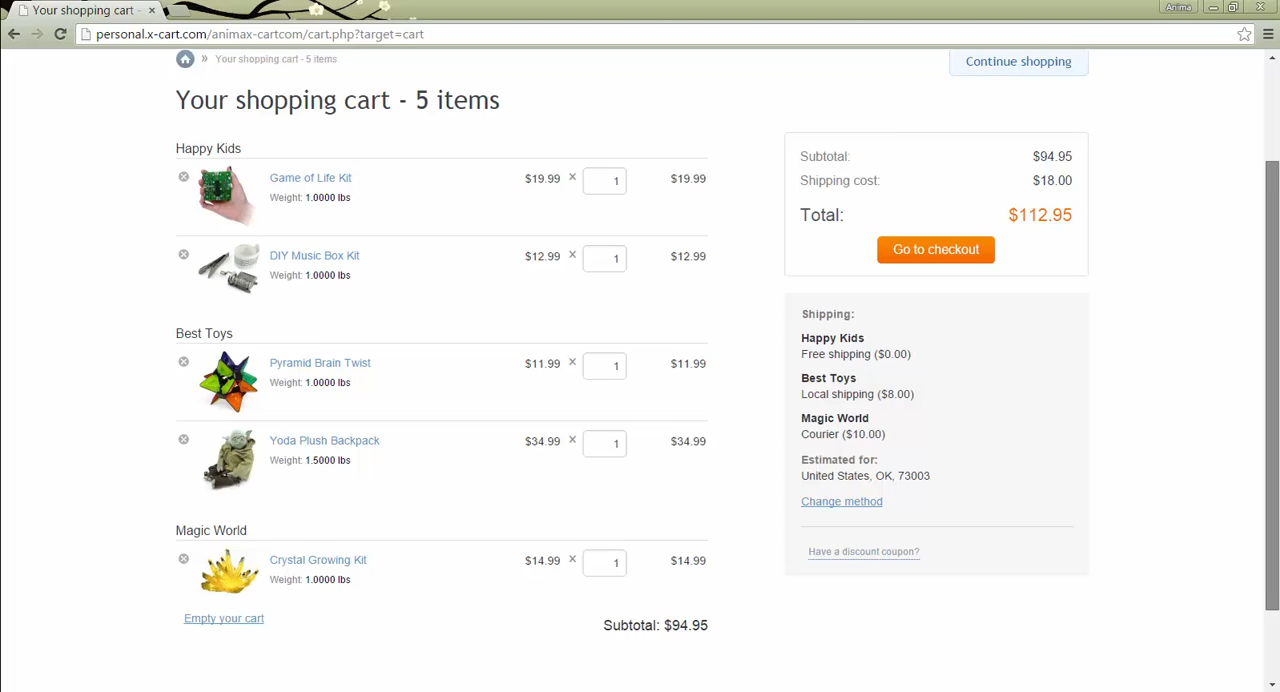 Your shopping cart -
Anima
personal.x-cart.com/animax-cartcom/cart.php?target=cart
» Your shopping cart - 5 items
Continue shopping
Your shopping cart - 5 items
Happy Kids
Game of Life Kit $19.99 × 1 $19.99
Weight: 1.0000 lbs
DIY Music Box Kit $12.99 × 1 $12.99
Weight: 1.0000 lbs
Best Toys
Pyramid Brain Twist $11.99 × 1 $11.99
Weight: 1.0000 lbs
Yoda Plush Backpack $34.99 × 1 $34.99
Weight: 1.5000 lbs
Magic World
Crystal Growing Kit $14.99 × 1 $14.99
Weight: 1.0000 lbs
Empty your cart
Subtotal: $94.95
Subtotal: $94.95
Shipping cost: $18.00
Total: $112.95
Go to checkout
Shipping:
Happy Kids
Free shipping ($0.00)
Best Toys
Local shipping ($8.00)
Magic World
Courier ($10.00)
Estimated for:
United States, OK, 73003
Change method
Have a discount coupon?